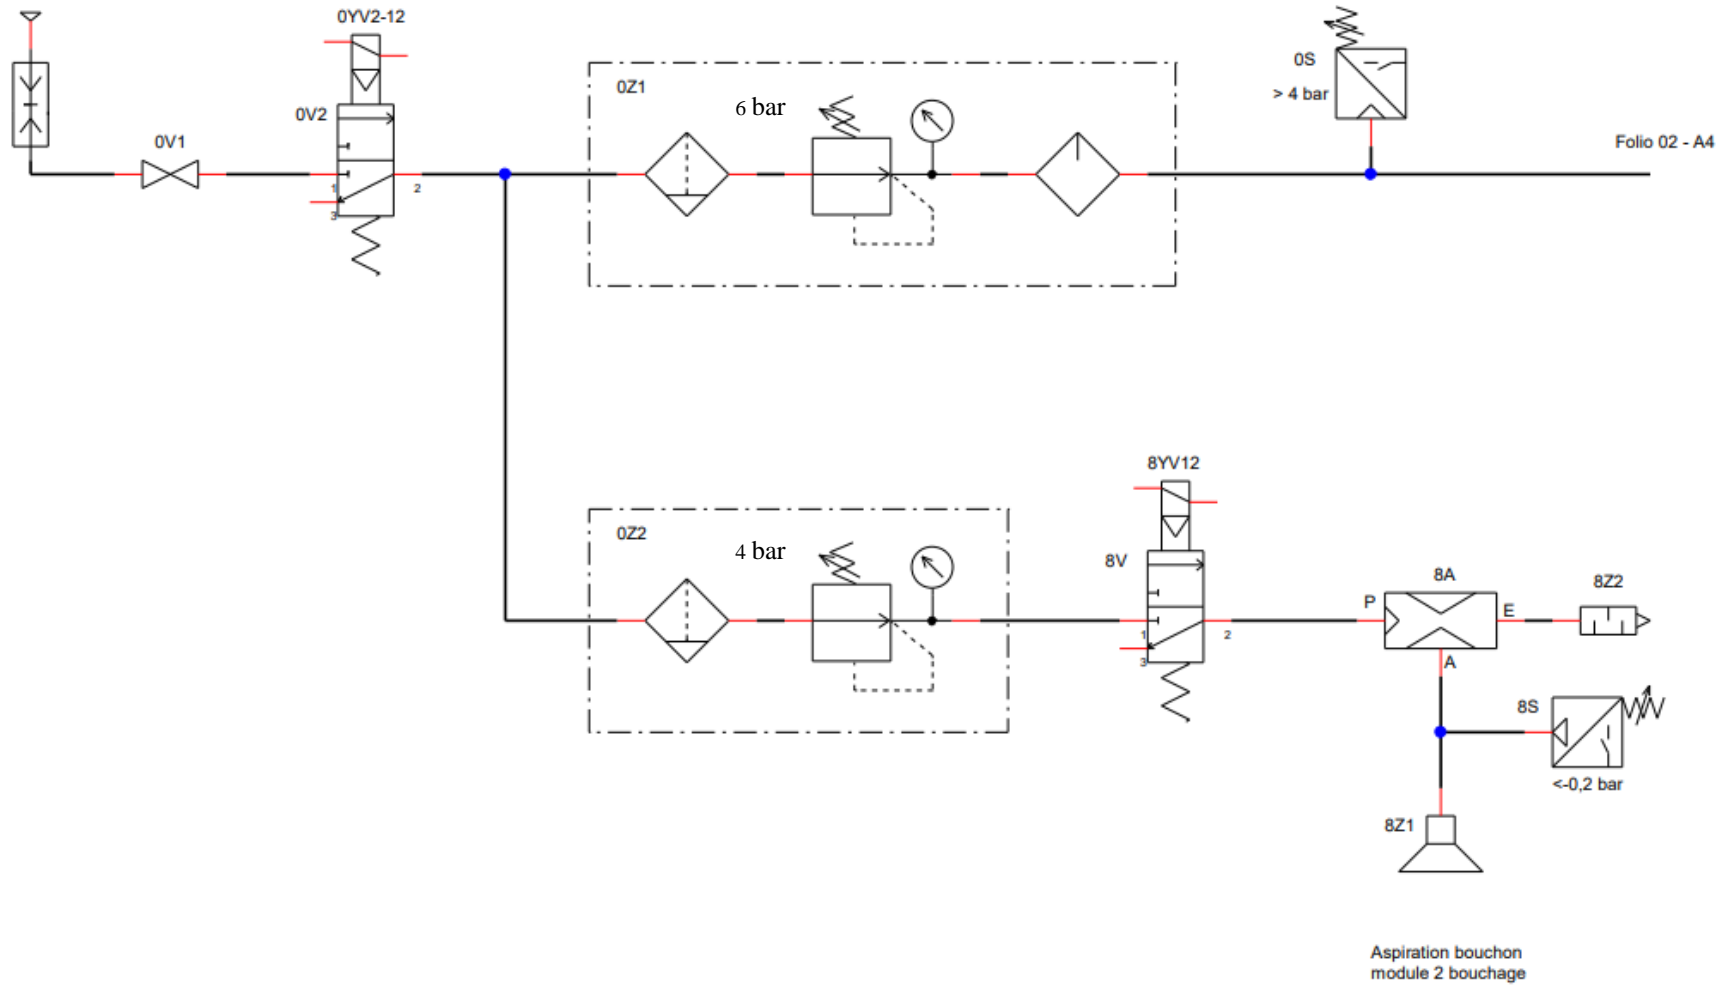 0YV2-12
0V2
0V1
1
2
3
0Z1
6 bar
0S
> 4 bar
Folio 02 - A4
0Z2
4 bar
8YV12
8V
1
2
3
8A
P
E
A
8Z2
8S
<-0,2 bar
8Z1
Aspiration bouchon
module 2 bouchage